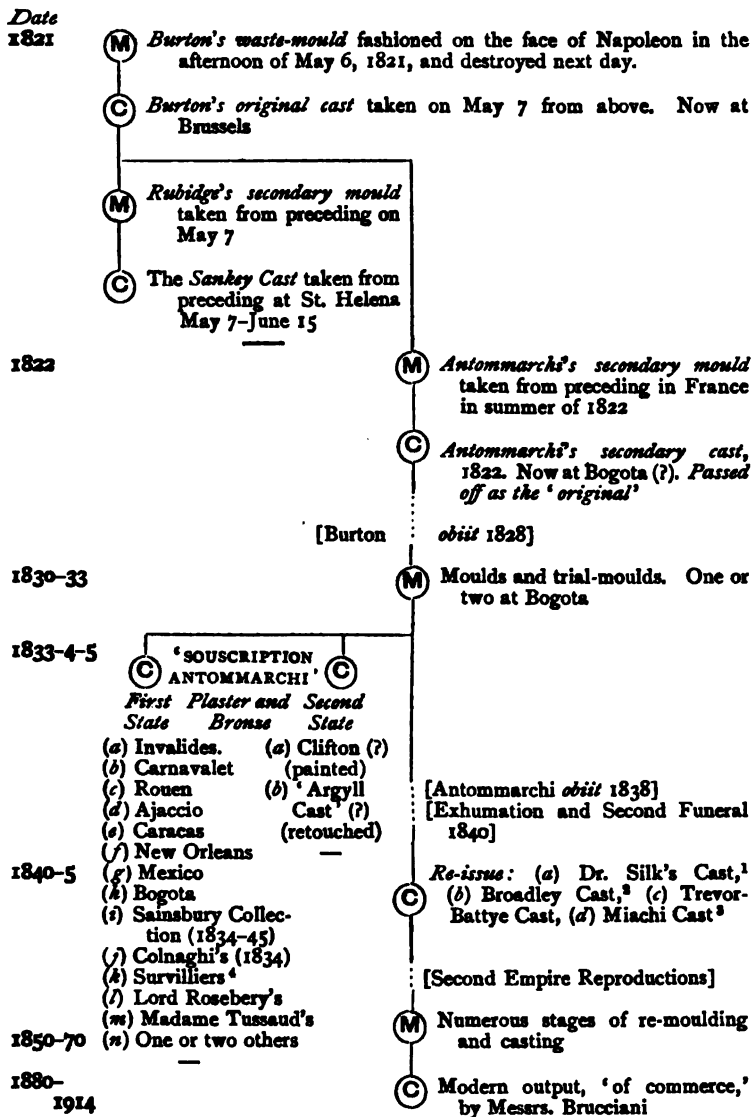 Date
1821
M Burton's waste-mould fashioned on the face of Napoleon in the
afternoon of May 6, 1821, and destroyed next day.
C Burton's original cast taken on May 7 from above. Now at
Brussels
M Rubidge's secondary mould
taken from preceding on
May 7
C The Sankey Cast taken from
preceding at St. Helena
May 7–June 15
1822
M Antommarchi's secondary mould
taken from preceding in France
in summer of 1822
C Antommarchi's secondary cast,
1822. Now at Bogota (?). Passed
off as the ‘original’
[Burton obiit 1828]
1830–33
M Moulds and trial-moulds. One or
two at Bogota
1833-4-5
C ‘SOUSCRIPTION
ANTOMMARCHI’ C
First Plaster and Second
State Bronze State
(a) Invalides.
(b) Carnavalet
(c) Rouen
(d) Ajaccio
(e) Caracas
(f) New Orleans
(g) Mexico
(h) Bogota
(i) Sainsbury Collec-
tion (1834–45)
(j) Colnaghi's (1834)
(k) Survilliers⁴
(l) Lord Rosebery's
(m) Madame Tussaud's
(n) One or two others
(a) Clifton (?)
(painted)
(b) ‘Argyll
Cast’ (?)
(retouched)
[Antommarchi obiit 1838]
[Exhumation and Second Funeral
1840]
1840–5
C Re-issue: (a) Dr. Silk's Cast,¹
(b) Broadley Cast,² (c) Trevor-
Battye Cast, (d) Miachi Cast³
[Second Empire Reproductions]
1850–70
M Numerous stages of re-moulding
and casting
1880–
1914
C Modern output, ‘of commerce,’
by Messrs. Brucciani